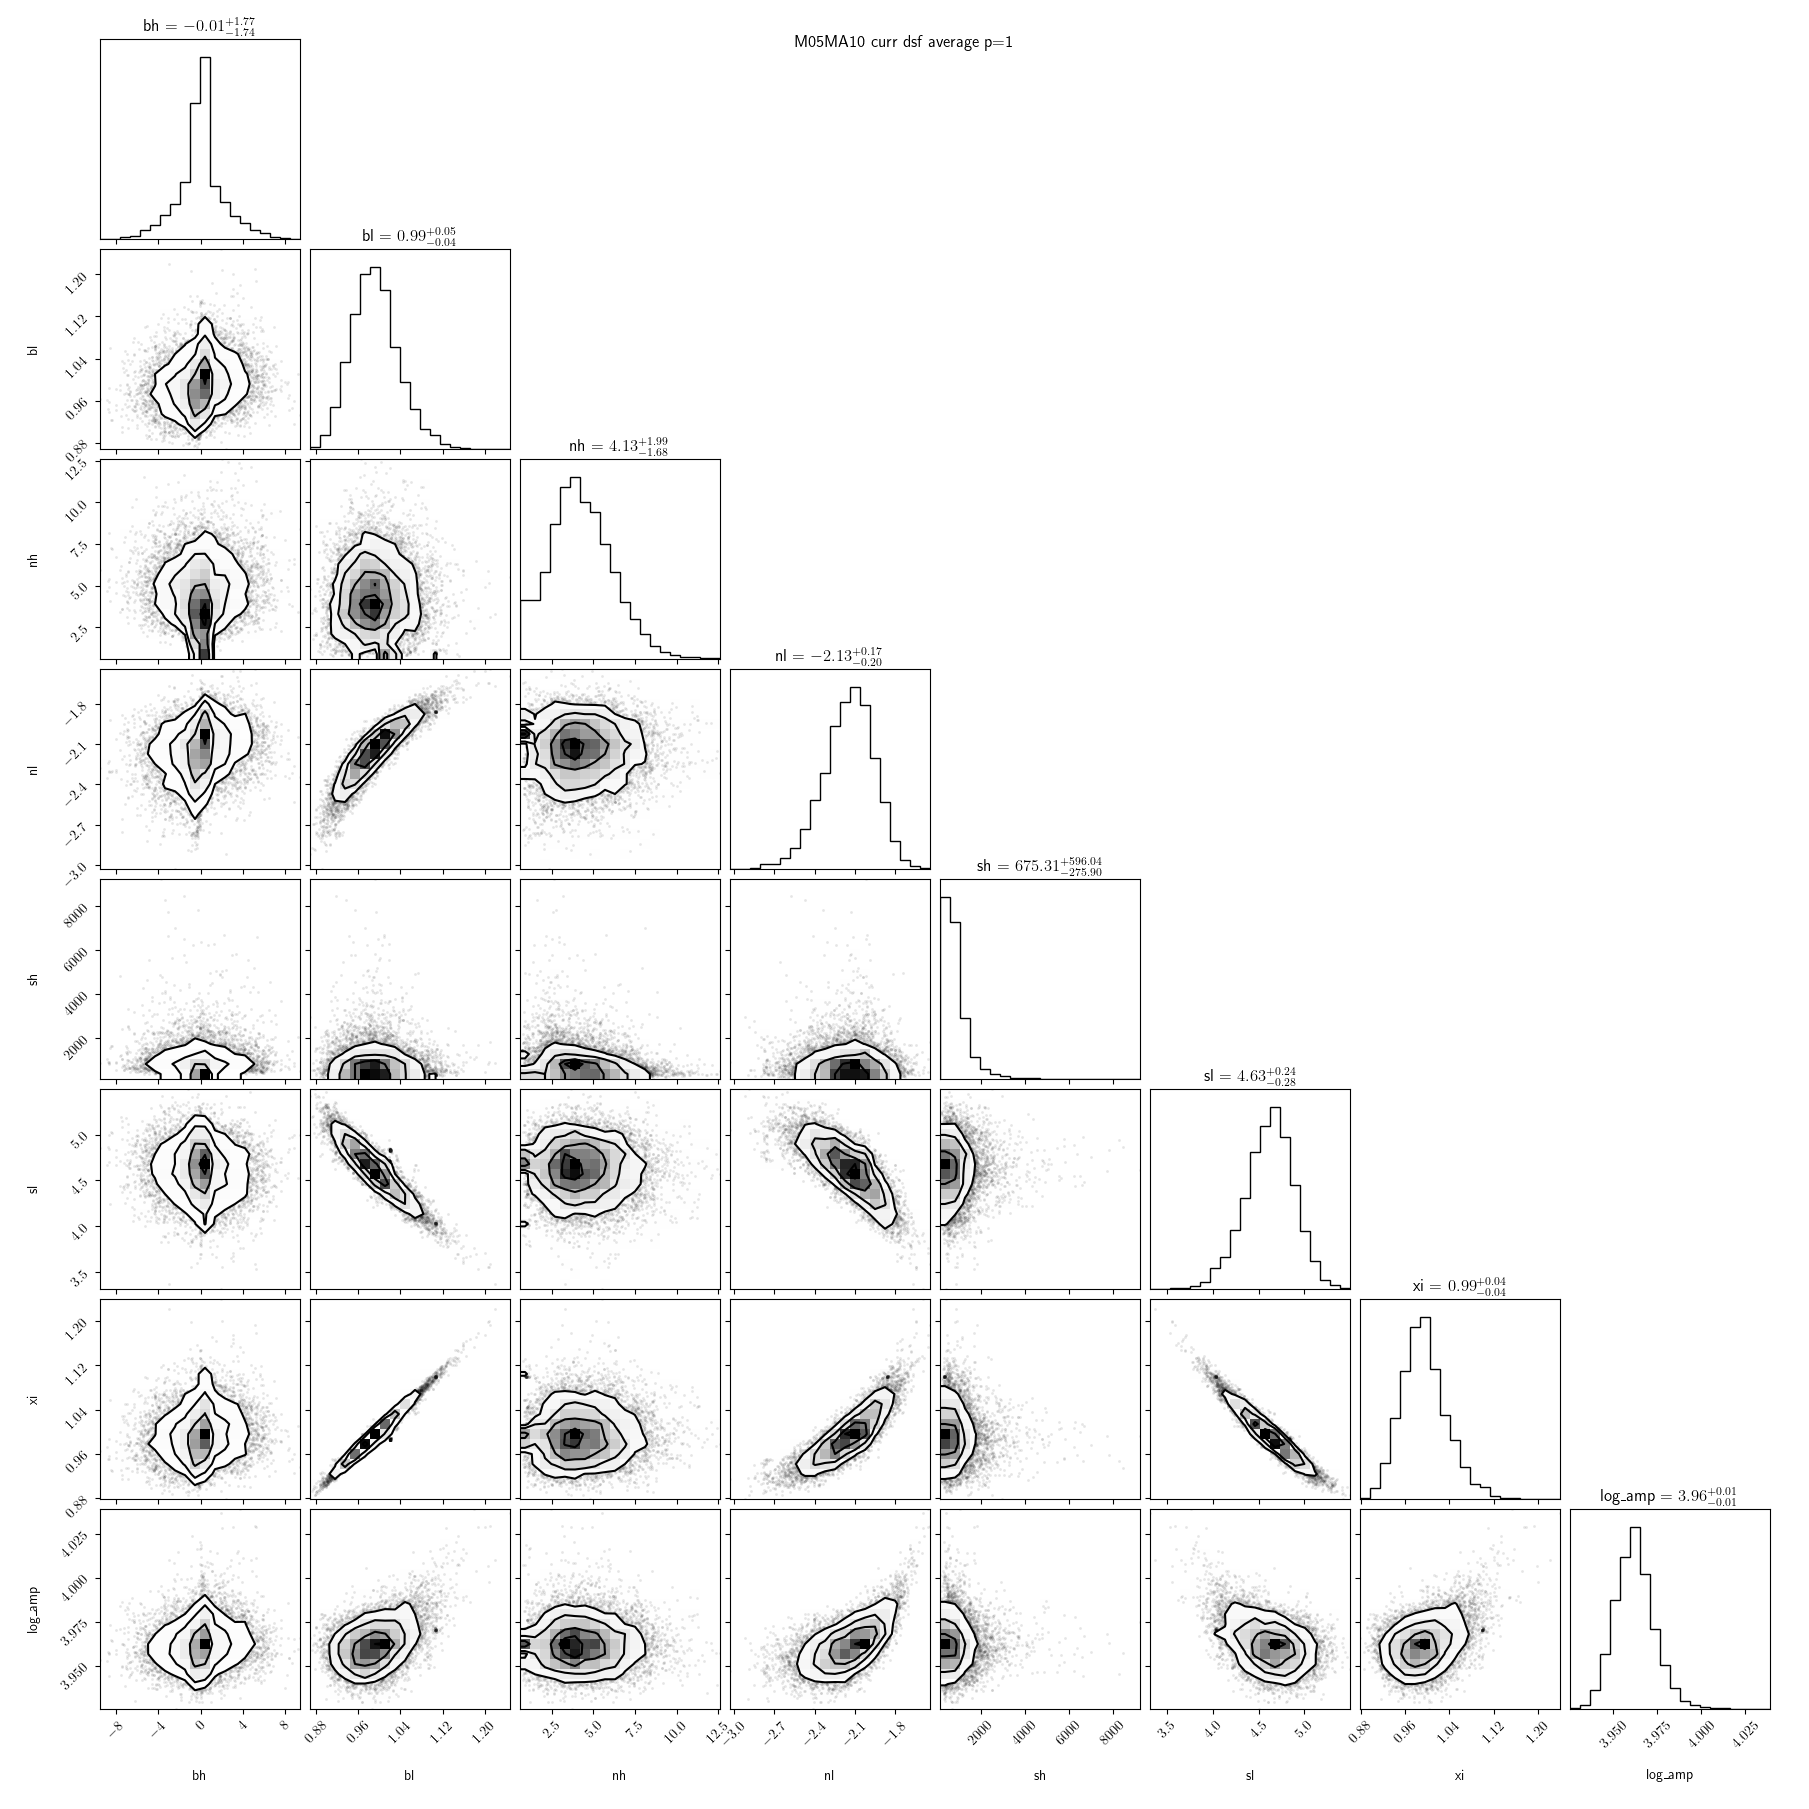 M05MA10 curr dsf average p=1
bh = −0.01+1.77−1.74
bl = 0.99+0.05−0.04
bl
1.20
1.12
1.04
0.96
0.88
nh = 4.13+1.99−1.68
nh
12.5
10.0
7.5
5.0
2.5
nl = −2.13+0.17−0.20
nl
−1.8
−2.1
−2.4
−2.7
−3.0
sh = 675.31+596.04−275.90
sh
8000
6000
4000
2000
sl = 4.63+0.24−0.28
sl
5.0
4.5
4.0
3.5
xi = 0.99+0.04−0.04
xi
1.20
1.12
1.04
0.96
0.88
log_amp = 3.96+0.01−0.01
log_amp
4.025
4.000
3.975
3.950
−8 −4 0 4 8 0.88 0.96 1.04 1.12 1.20 2.5 5.0 7.5 10.0 12.5 −3.0 −2.7 −2.4 −2.1 −1.8 2000 4000 6000 8000 3.5 4.0 4.5 5.0 0.88 0.96 1.04 1.12 1.20 3.950 3.975 4.000 4.025
bh bl nh nl sh sl xi log_amp